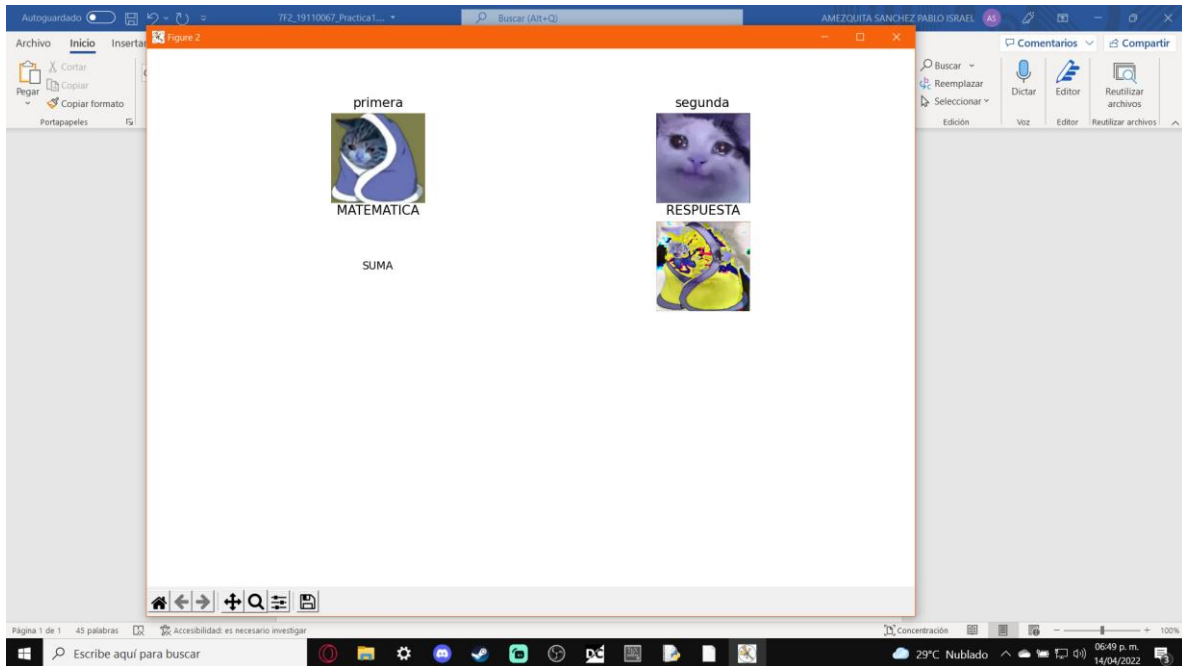 Autoguardado
7F2_19110067_Practica1....
Buscar (Alt+Q)
AMEZQUITA SANCHEZ PABLO ISRAEL
AS
Archivo
Inicio
Insertar
Figure 2
Comentarios
Compartir
Pegar
Cortar
Copiar
Copiar formato
Portapapeles
Buscar
Reemplazar
Seleccionar
Edición
Dictar
Voz
Editor
Editor
Reutilizar
archivos
Reutilizar archivos
primera
segunda
MATEMATICA
RESPUESTA
SUMA
Página 1 de 1
45 palabras
Accesibilidad: es necesario investigar
Concentración
100%
Escribe aquí para buscar
29°C Nublado
06:49 p. m.
14/04/2022
3